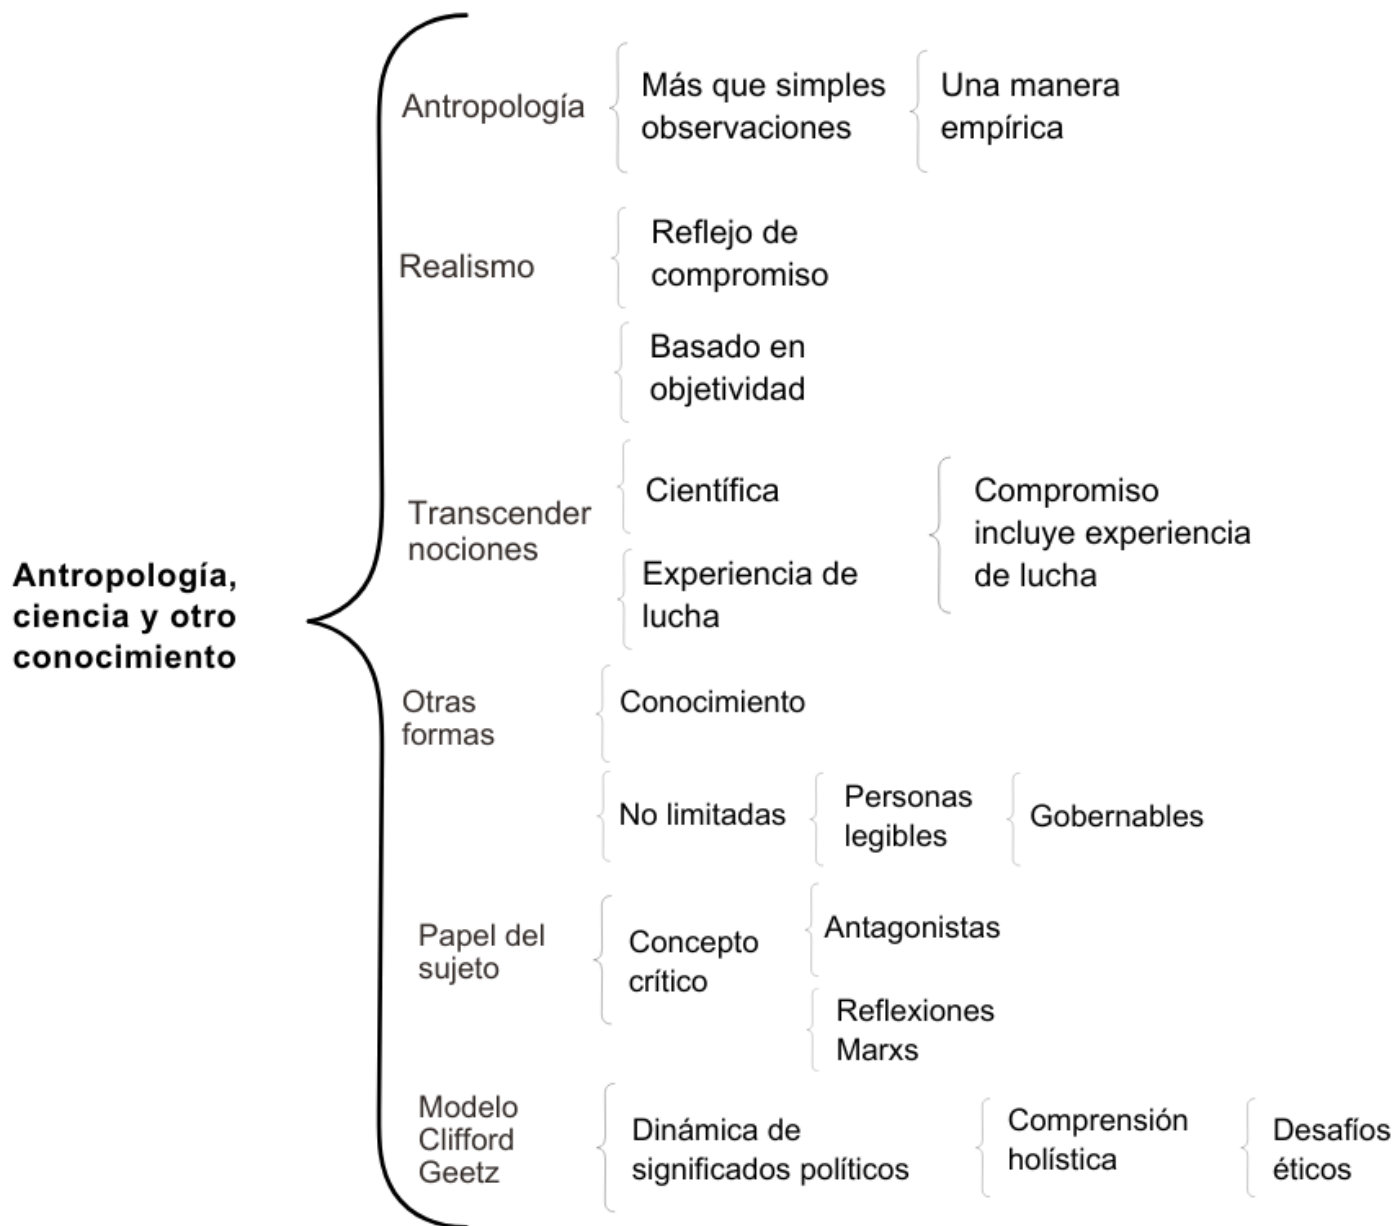 Antropología,
ciencia y otro
conocimiento
Antropología
Más que simples
observaciones
Una manera
empírica
Realismo
Reflejo de
compromiso
Basado en
objetividad
Transcender
nociones
Científica
Experiencia de
lucha
Compromiso
incluye experiencia
de lucha
Otras
formas
Conocimiento
No limitadas
Personas
legibles
Gobernables
Papel del
sujeto
Concepto
crítico
Antagonistas
Reflexiones
Marxs
Modelo
Clifford
Geetz
Dinámica de
significados políticos
Comprensión
holística
Desafíos
éticos